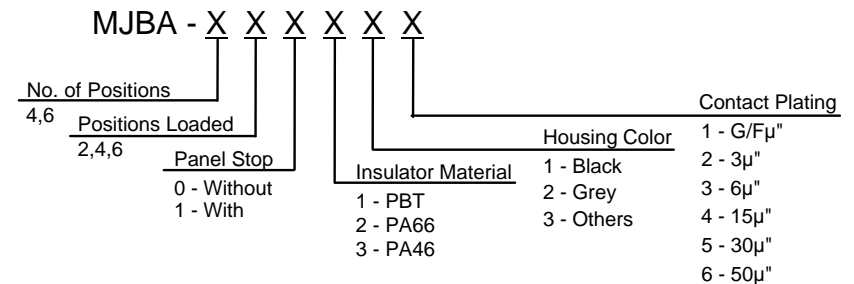 MJBA - X X X X X X
No. of Positions
4,6
Positions Loaded
2,4,6
Panel Stop
0 - Without
1 - With
Insulator Material
1 - PBT
2 - PA66
3 - PA46
Housing Color
1 - Black
2 - Grey
3 - Others
Contact Plating
1 - G/Fµ"
2 - 3µ"
3 - 6µ"
4 - 15µ"
5 - 30µ"
6 - 50µ"